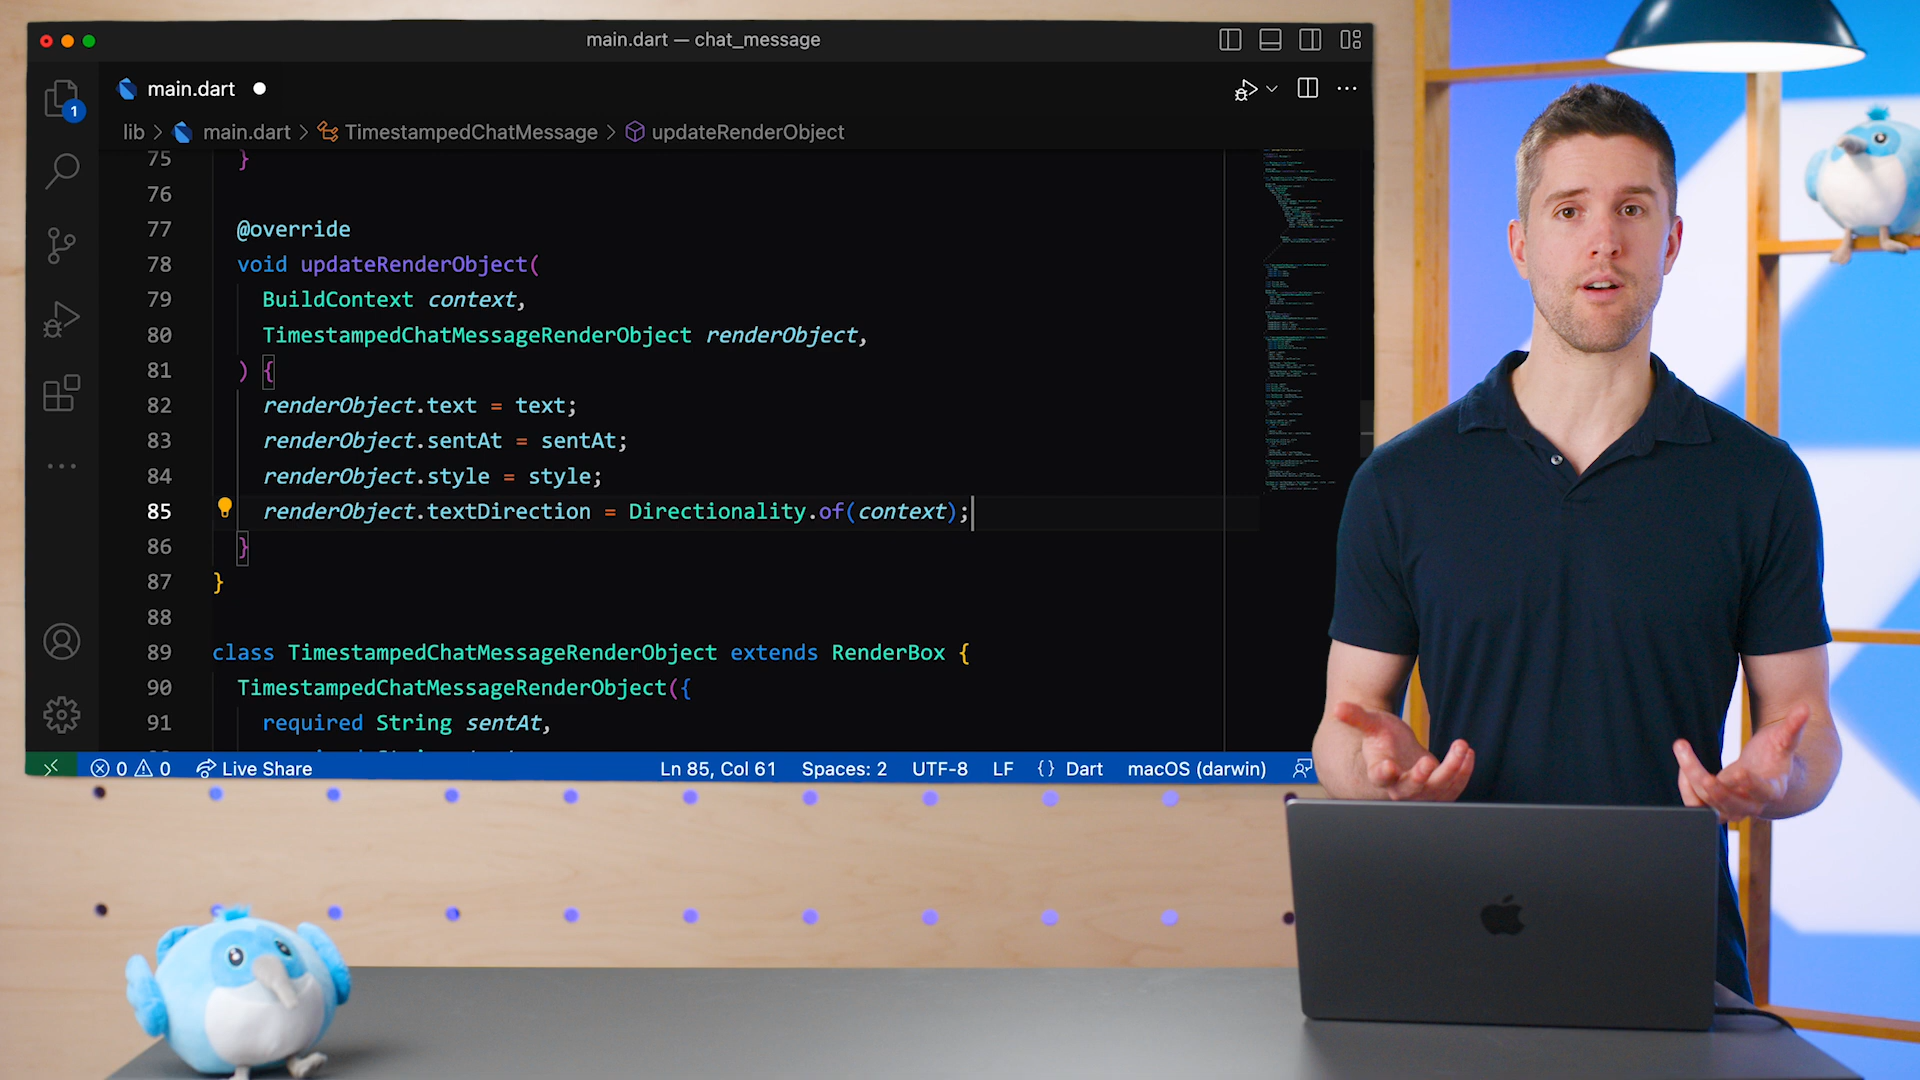 main.dart — chat_message
main.dart
1
lib > main.dart > TimestampedChatMessage > updateRenderObject
75 }
76
77 @override
78 void updateRenderObject(
79 BuildContext context,
80 TimestampedChatMessageRenderObject renderObject,
81 ) {
82 renderObject.text = text;
83 renderObject.sentAt = sentAt;
84 renderObject.style = style;
85 renderObject.textDirection = Directionality.of(context);
86 }
87 }
88
89 class TimestampedChatMessageRenderObject extends RenderBox {
90 TimestampedChatMessageRenderObject({
91 required String sentAt,
0 0 Live Share Ln 85, Col 61 Spaces: 2 UTF-8 LF {} Dart macOS (darwin)